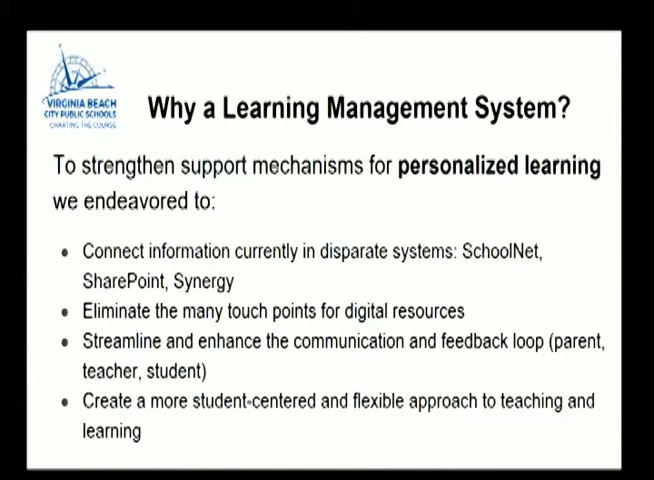 VIRGINIA BEACH
CITY PUBLIC SCHOOLS
CHARTING THE COURSE
Why a Learning Management System?
To strengthen support mechanisms for personalized learning
we endeavored to:
• Connect information currently in disparate systems: SchoolNet,
SharePoint, Synergy
• Eliminate the many touch points for digital resources
• Streamline and enhance the communication and feedback loop (parent,
teacher, student)
• Create a more student-centered and flexible approach to teaching and
learning